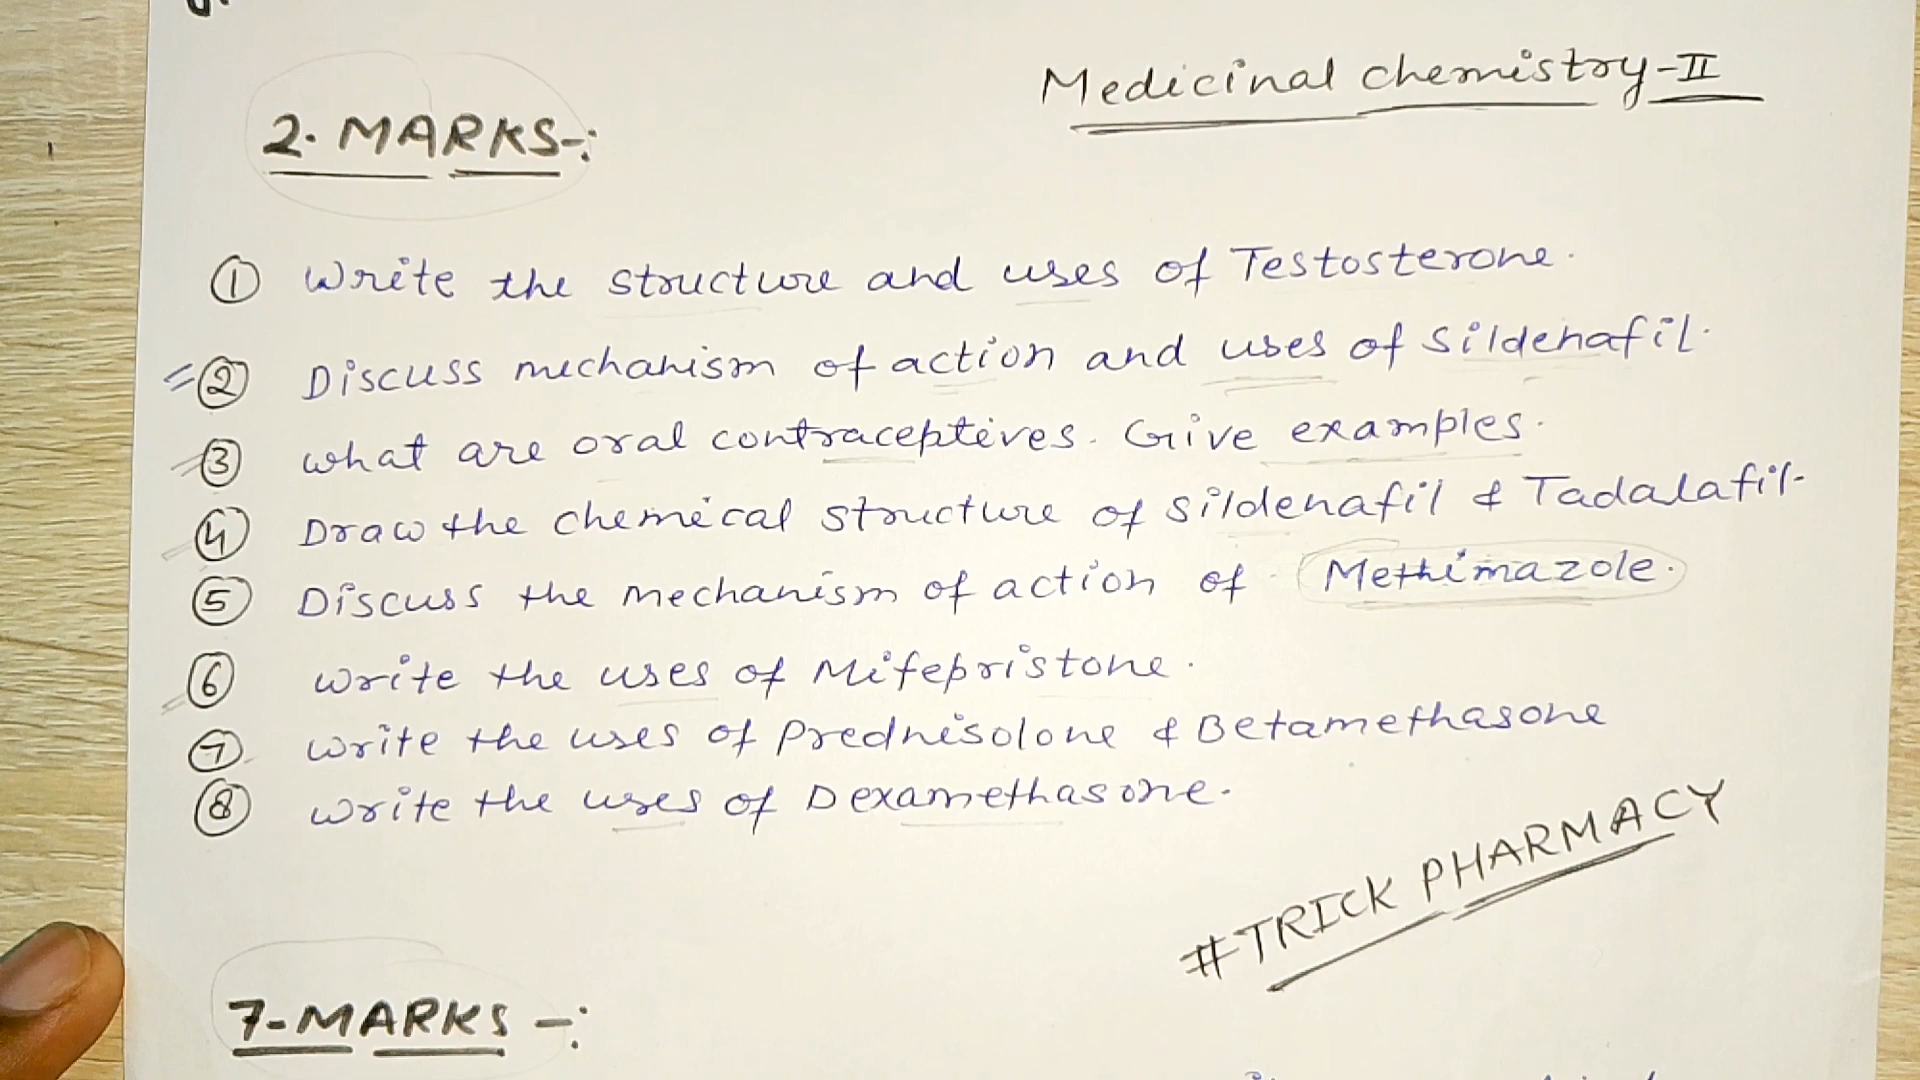 Medicinal chemistry-II
2. MARKS-:
① Write the structure and uses of Testosterone.
② Discuss mechanism of action and uses of Sildenafil.
③ What are oral contraceptives. Give examples.
④ Draw the chemical structure of Sildenafil & Tadalafil-
⑤ Discuss the mechanism of action of Methimazole.
⑥ Write the uses of Mifepristone.
⑦ Write the uses of Prednisolone & Betamethasone
⑧ Write the uses of Dexamethasone.
#TRICK PHARMACY
7-MARKS-: